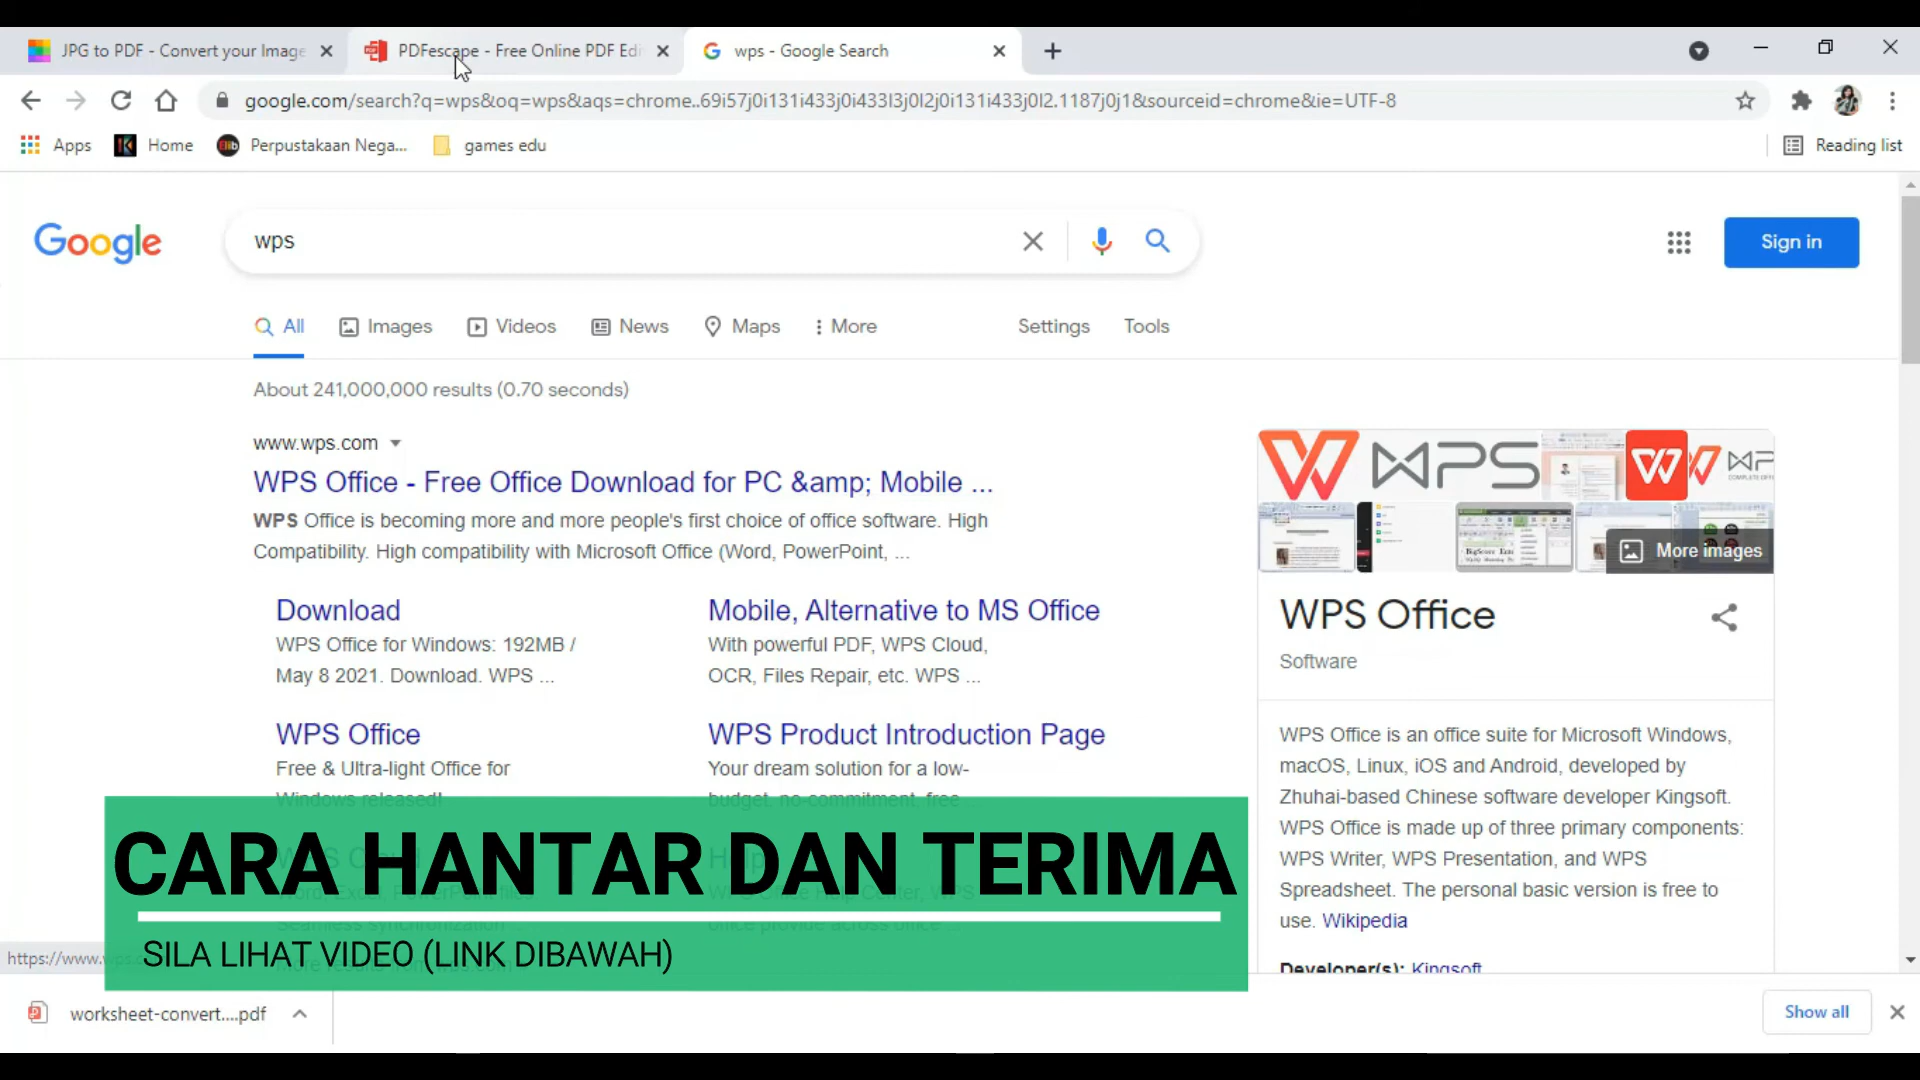 JPG to PDF - Convert your Image
PDFescape - Free Online PDF Edi
wps - Google Search
google.com/search?q=wps&oq=wps&aqs=chrome..69i57j0i131i433j0i433l3j0l2j0i131i433j0l2.1187j0j1&sourceid=chrome&ie=UTF-8
Apps
Home
Perpustakaan Nega...
games edu
Reading list
Google
wps
Sign in
All
Images
Videos
News
Maps
More
Settings
Tools
About 241,000,000 results (0.70 seconds)
www.wps.com
WPS Office - Free Office Download for PC &amp; Mobile ...
WPS Office is becoming more and more people's first choice of office software. High
Compatibility. High compatibility with Microsoft Office (Word, PowerPoint, ...
Download
WPS Office for Windows: 192MB /
May 8 2021. Download. WPS ...
Mobile, Alternative to MS Office
With powerful PDF, WPS Cloud,
OCR, Files Repair, etc. WPS ...
WPS Office
Free & Ultra-light Office for
Windows released!
WPS Product Introduction Page
Your dream solution for a low-
budget, no-commitment, free
CARA HANTAR DAN TERIMA
SILA LIHAT VIDEO (LINK DIBAWAH)
https://www.
WPS
More images
WPS Office
Software
WPS Office is an office suite for Microsoft Windows,
macOS, Linux, iOS and Android, developed by
Zhuhai-based Chinese software developer Kingsoft.
WPS Office is made up of three primary components:
WPS Writer, WPS Presentation, and WPS
Spreadsheet. The personal basic version is free to
use. Wikipedia
Developer(s): Kingsoft
worksheet-convert....pdf
Show all